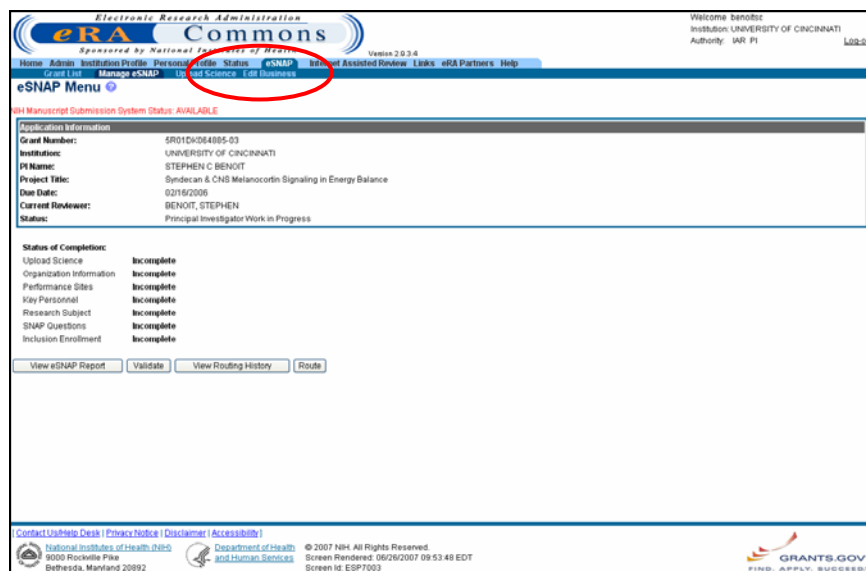 Electronic Research Administration
eRA Commons
Sponsored by National Institutes of Health
Version 2.9.3.4
Welcome benoitsc
Institution: UNIVERSITY OF CINCINNATI
Authority: IAR PI
Log-o
Home Admin Institution Profile Personal Profile Status eSNAP Internet Assisted Review Links eRA Partners Help
Grant List Manage eSNAP Upload Science Edit Business
eSNAP Menu ?
NIH Manuscript Submission System Status: AVAILABLE
Application Information
Grant Number: 5R01DK064885-03
Institution: UNIVERSITY OF CINCINNATI
PI Name: STEPHEN C BENOIT
Project Title: Syndecan & CNS Melanocortin Signaling in Energy Balance
Due Date: 02/16/2006
Current Reviewer: BENOIT, STEPHEN
Status: Principal Investigator Work in Progress
Status of Completion:
Upload Science Incomplete
Organization Information Incomplete
Performance Sites Incomplete
Key Personnel Incomplete
Research Subject Incomplete
SNAP Questions Incomplete
Inclusion Enrollment Incomplete
View eSNAP Report Validate View Routing History Route
[ Contact Us/Help Desk | Privacy Notice | Disclaimer | Accessibility ]
National Institutes of Health (NIH)
9000 Rockville Pike
Bethesda, Maryland 20892
Department of Health
and Human Services
© 2007 NIH. All Rights Reserved.
Screen Rendered: 06/26/2007 09:53:48 EDT
Screen Id: ESP7003
GRANTS.GOV
FIND. APPLY. SUCCEED.